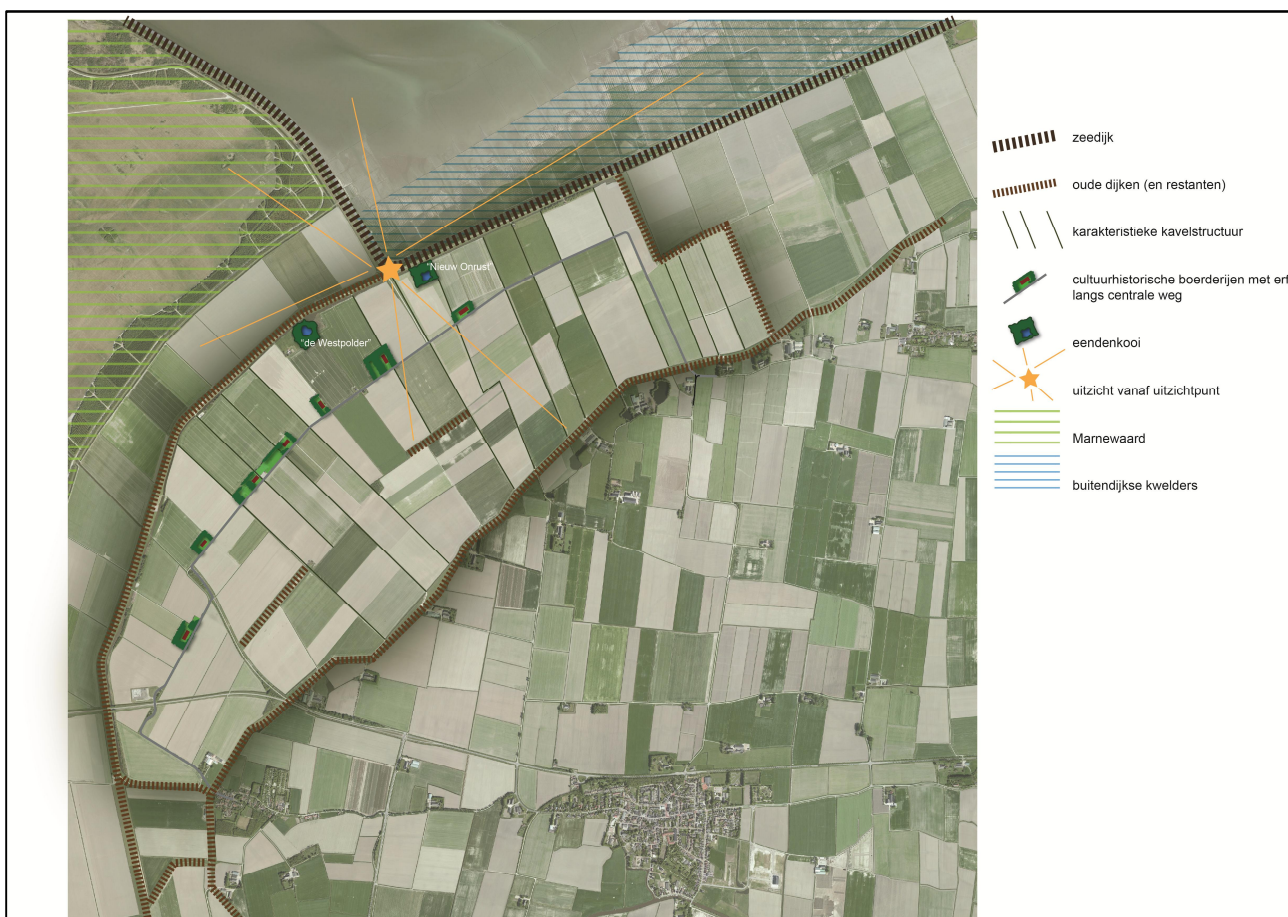 "Nieuw Onrust"
"de Westpolder"
zeedijk
oude dijken (en restanten)
karakteristieke kavelstructuur
cultuurhistorische boerderijen met erf
langs centrale weg
eendenkooi
uitzicht vanaf uitzichtpunt
Marnewaard
buitendijkse kwelders